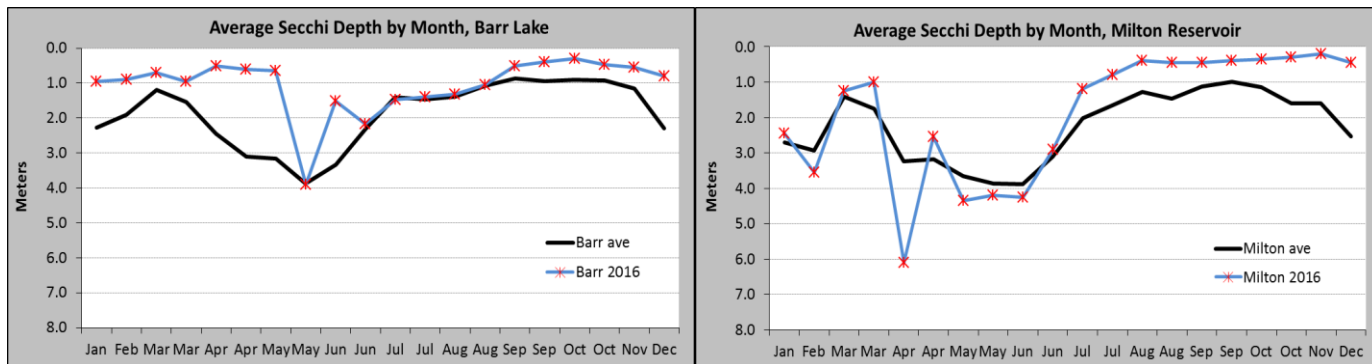 Average Secchi Depth by Month, Barr Lake
0.0
1.0
2.0
3.0
4.0
5.0
6.0
7.0
8.0
Meters
Barr ave
Barr 2016
Jan Feb Mar Mar Apr Apr May May Jun Jun Jul Jul Aug Aug Sep Sep Oct Oct Nov Dec
Average Secchi Depth by Month, Milton Reservoir
0.0
1.0
2.0
3.0
4.0
5.0
6.0
7.0
8.0
Meters
Milton ave
Milton 2016
Jan Feb Mar Mar Apr Apr May May Jun Jun Jul Jul Aug Aug Sep Sep Oct Oct Nov Dec